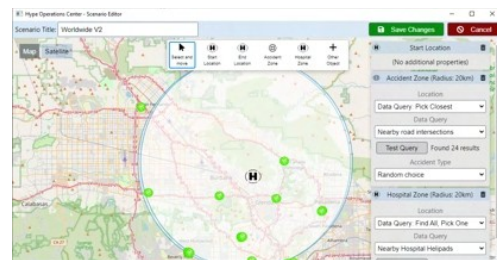 Hype Operations Center - Scenario Editor
Scenario Title: Worldwide V2
Save Changes
Cancel
Map
Satellite
Select and move
Start Location
End Location
Accident Zone
Hospital Zone
Other Object
Start Location
(No additional properties)
Accident Zone (Radius: 20km)
Location
Data Query: Pick Closest
Data Query
Nearby road intersections
Test Query
Found 24 results
Accident Type
Random choice
Hospital Zone (Radius: 20km)
Location
Data Query: Find All, Pick One
Data Query
Nearby Hospital Helipads
Calabasas
Burbank